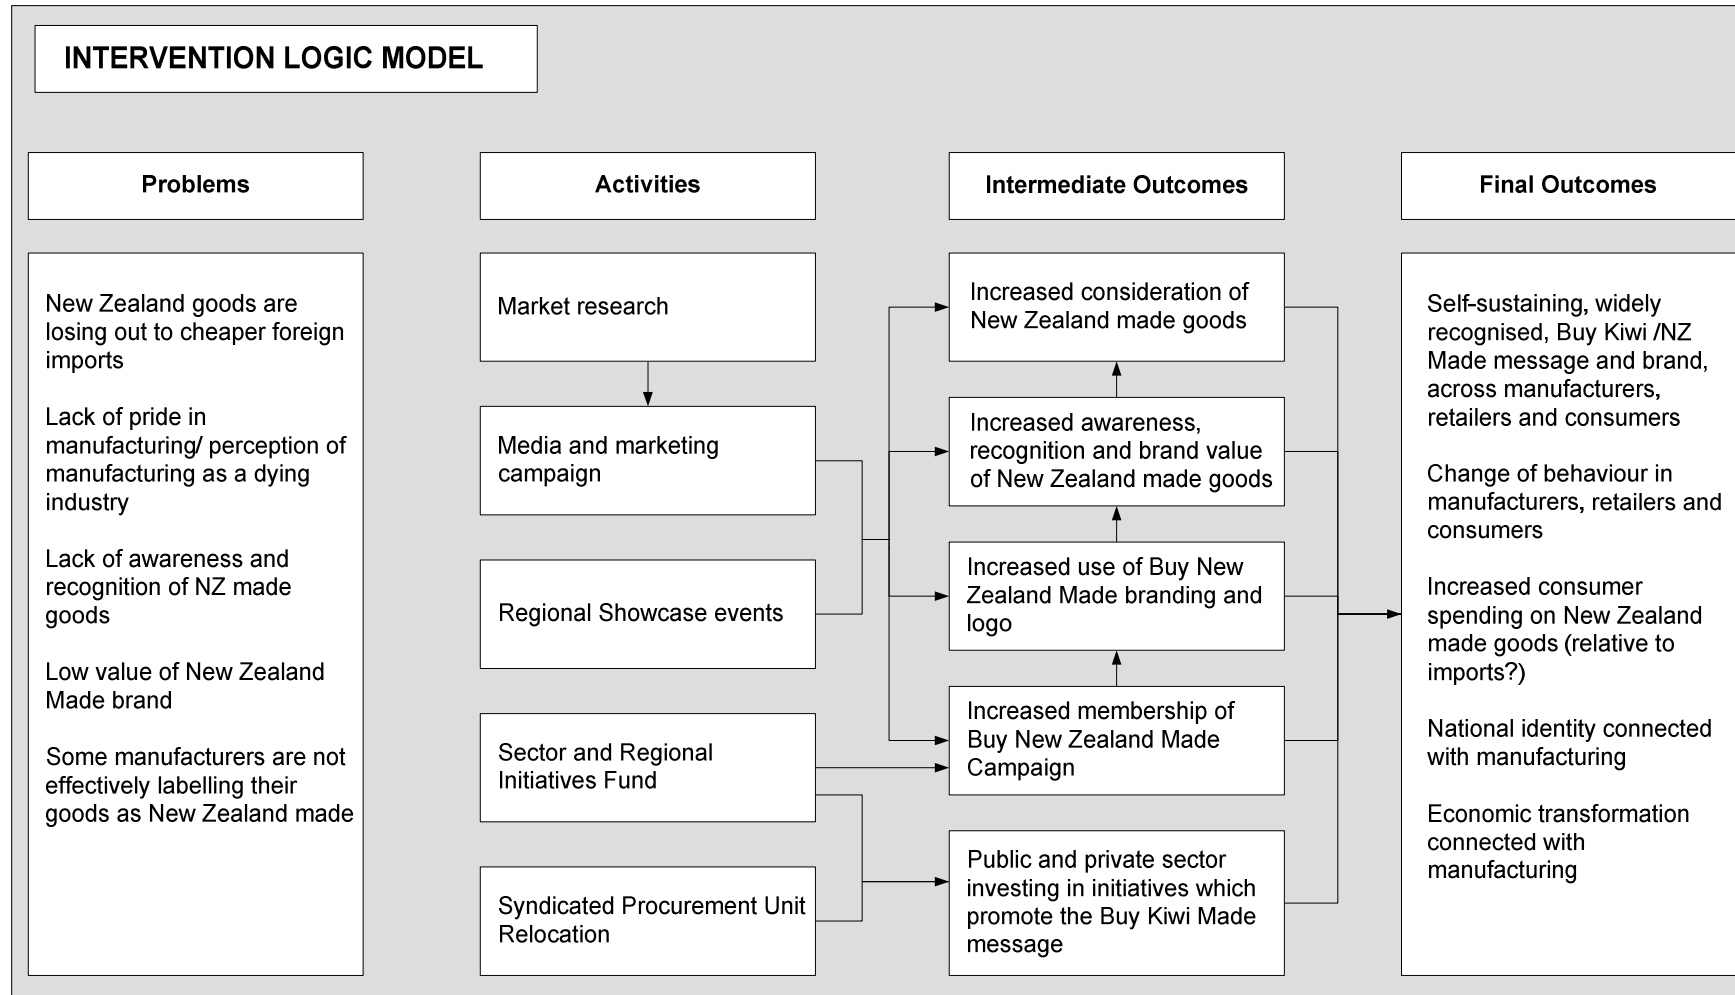 INTERVENTION LOGIC MODEL
Problems
Activities
Intermediate Outcomes
Final Outcomes
New Zealand goods are
losing out to cheaper foreign
imports
Lack of pride in
manufacturing/ perception of
manufacturing as a dying
industry
Lack of awareness and
recognition of NZ made
goods
Low value of New Zealand
Made brand
Some manufacturers are not
effectively labelling their
goods as New Zealand made
Market research
Media and marketing
campaign
Regional Showcase events
Sector and Regional
Initiatives Fund
Syndicated Procurement Unit
Relocation
Increased consideration of
New Zealand made goods
Increased awareness,
recognition and brand value
of New Zealand made goods
Increased use of Buy New
Zealand Made branding and
logo
Increased membership of
Buy New Zealand Made
Campaign
Public and private sector
investing in initiatives which
promote the Buy Kiwi Made
message
Self-sustaining, widely
recognised, Buy Kiwi /NZ
Made message and brand,
across manufacturers,
retailers and consumers
Change of behaviour in
manufacturers, retailers and
consumers
Increased consumer
spending on New Zealand
made goods (relative to
imports?)
National identity connected
with manufacturing
Economic transformation
connected with
manufacturing